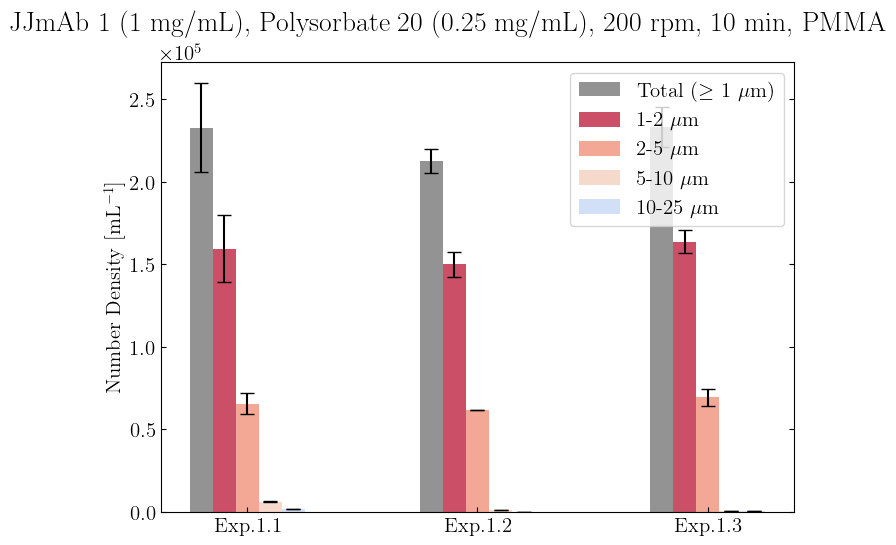 JJmAb 1 (1 mg/mL), Polysorbate 20 (0.25 mg/mL), 200 rpm, 10 min, PMMA
×10⁵
Number Density [mL⁻¹]
2.5
2.0
1.5
1.0
0.5
0.0
Total (≥ 1 μm)
1-2 μm
2-5 μm
5-10 μm
10-25 μm
Exp.1.1 Exp.1.2 Exp.1.3